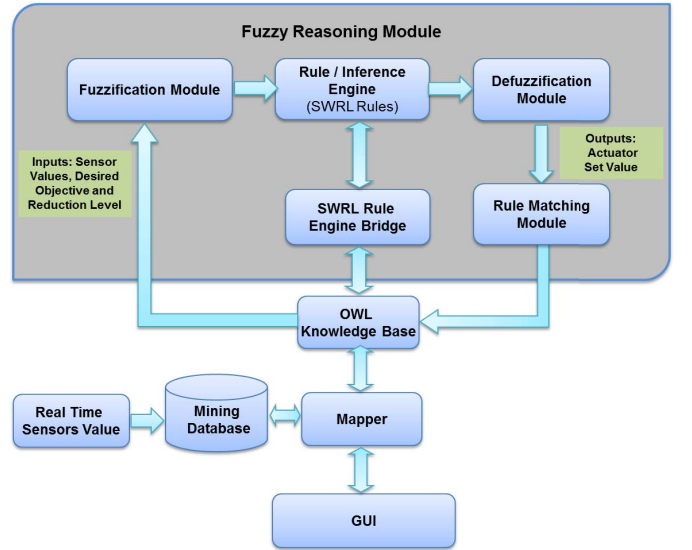 Fuzzy Reasoning Module
Fuzzification Module
Rule / Inference
Engine
(SWRL Rules)
Defuzzification
Module
Inputs: Sensor
Values, Desired
Objective and
Reduction Level
Outputs:
Actuator
Set Value
SWRL Rule
Engine Bridge
Rule Matching
Module
OWL
Knowledge Base
Real Time
Sensors Value
Mining
Database
Mapper
GUI